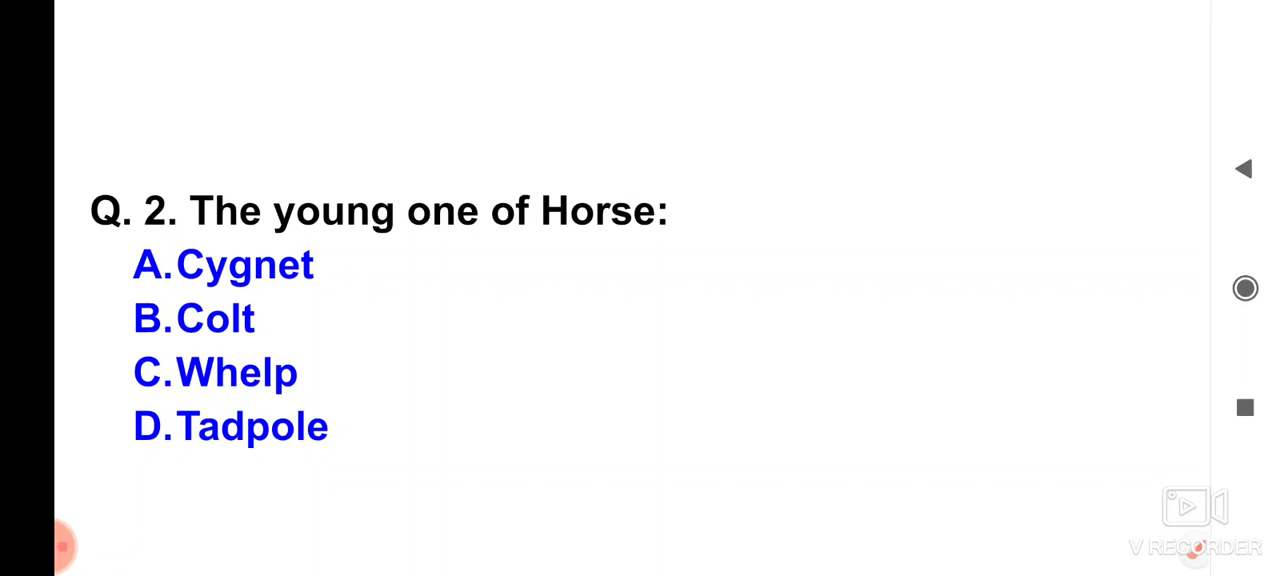 Q. 2. The young one of Horse:
A. Cygnet
B. Colt
C. Whelp
D. Tadpole
V RECORDER